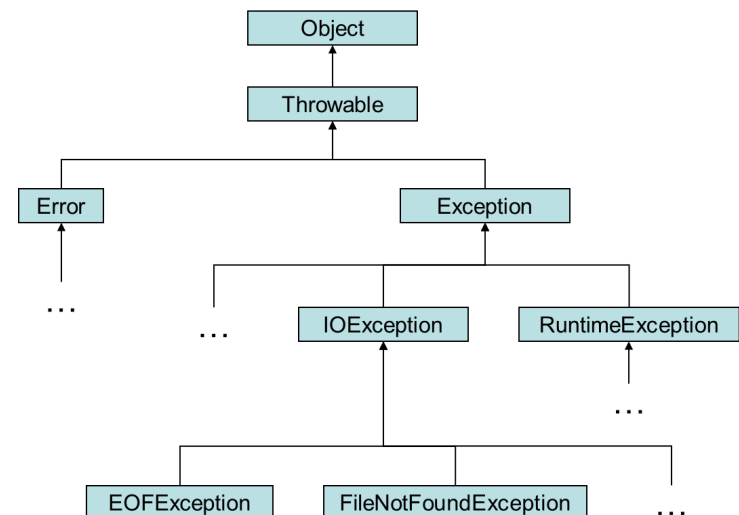 Object
Throwable
Error
Exception
...
...
IOException
RuntimeException
...
EOFException
FileNotFoundException
...